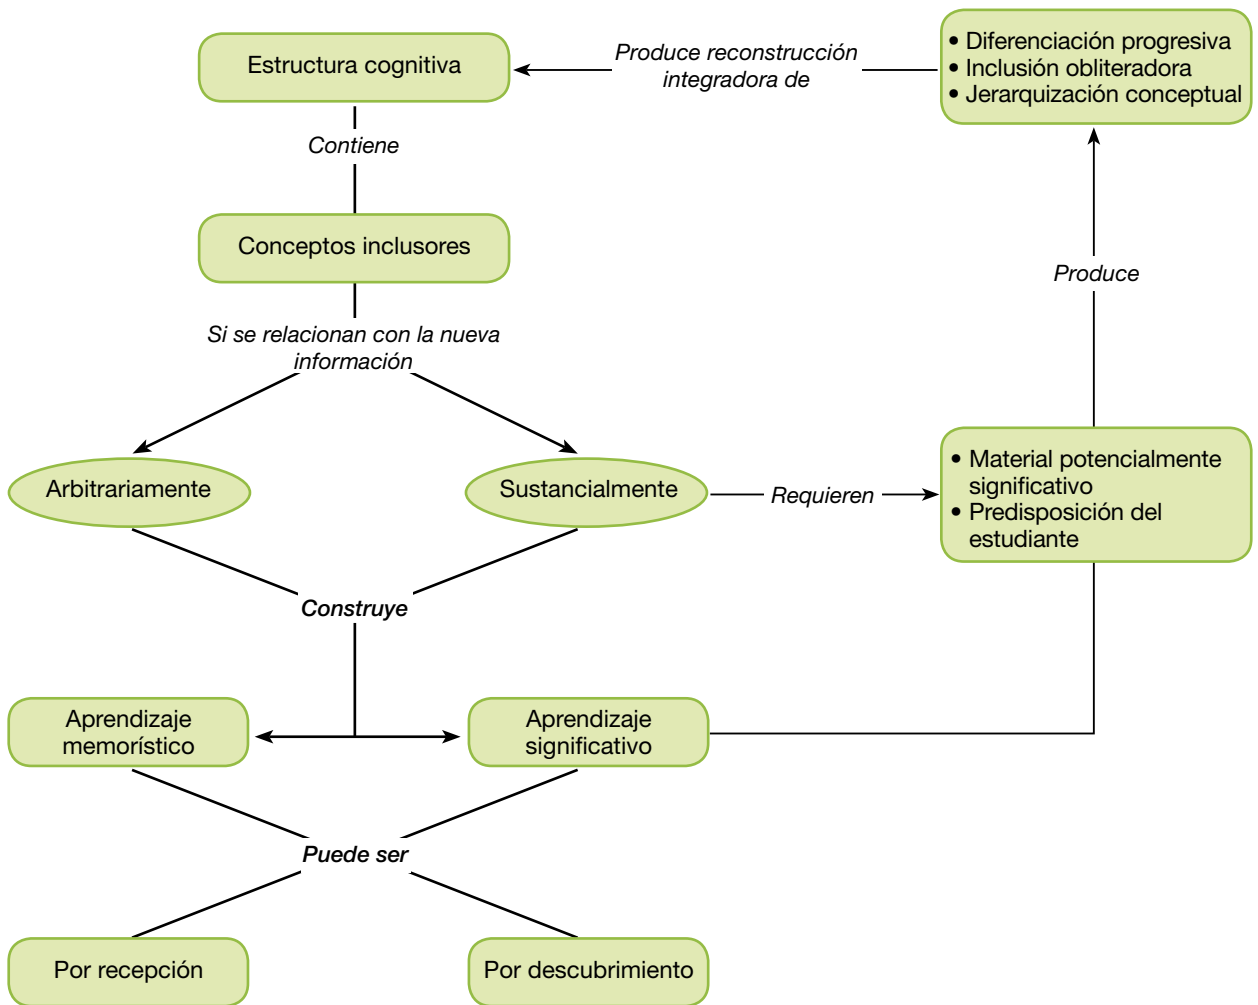 Estructura cognitiva
Produce reconstrucción
integradora de
• Diferenciación progresiva
• Inclusión obliteradora
• Jerarquización conceptual
Contiene
Conceptos inclusores
Produce
Si se relacionan con la nueva
información
Arbitrariamente
Sustancialmente
Requieren
• Material potencialmente
significativo
• Predisposición del
estudiante
Construye
Aprendizaje
memorístico
Aprendizaje
significativo
Puede ser
Por recepción
Por descubrimiento